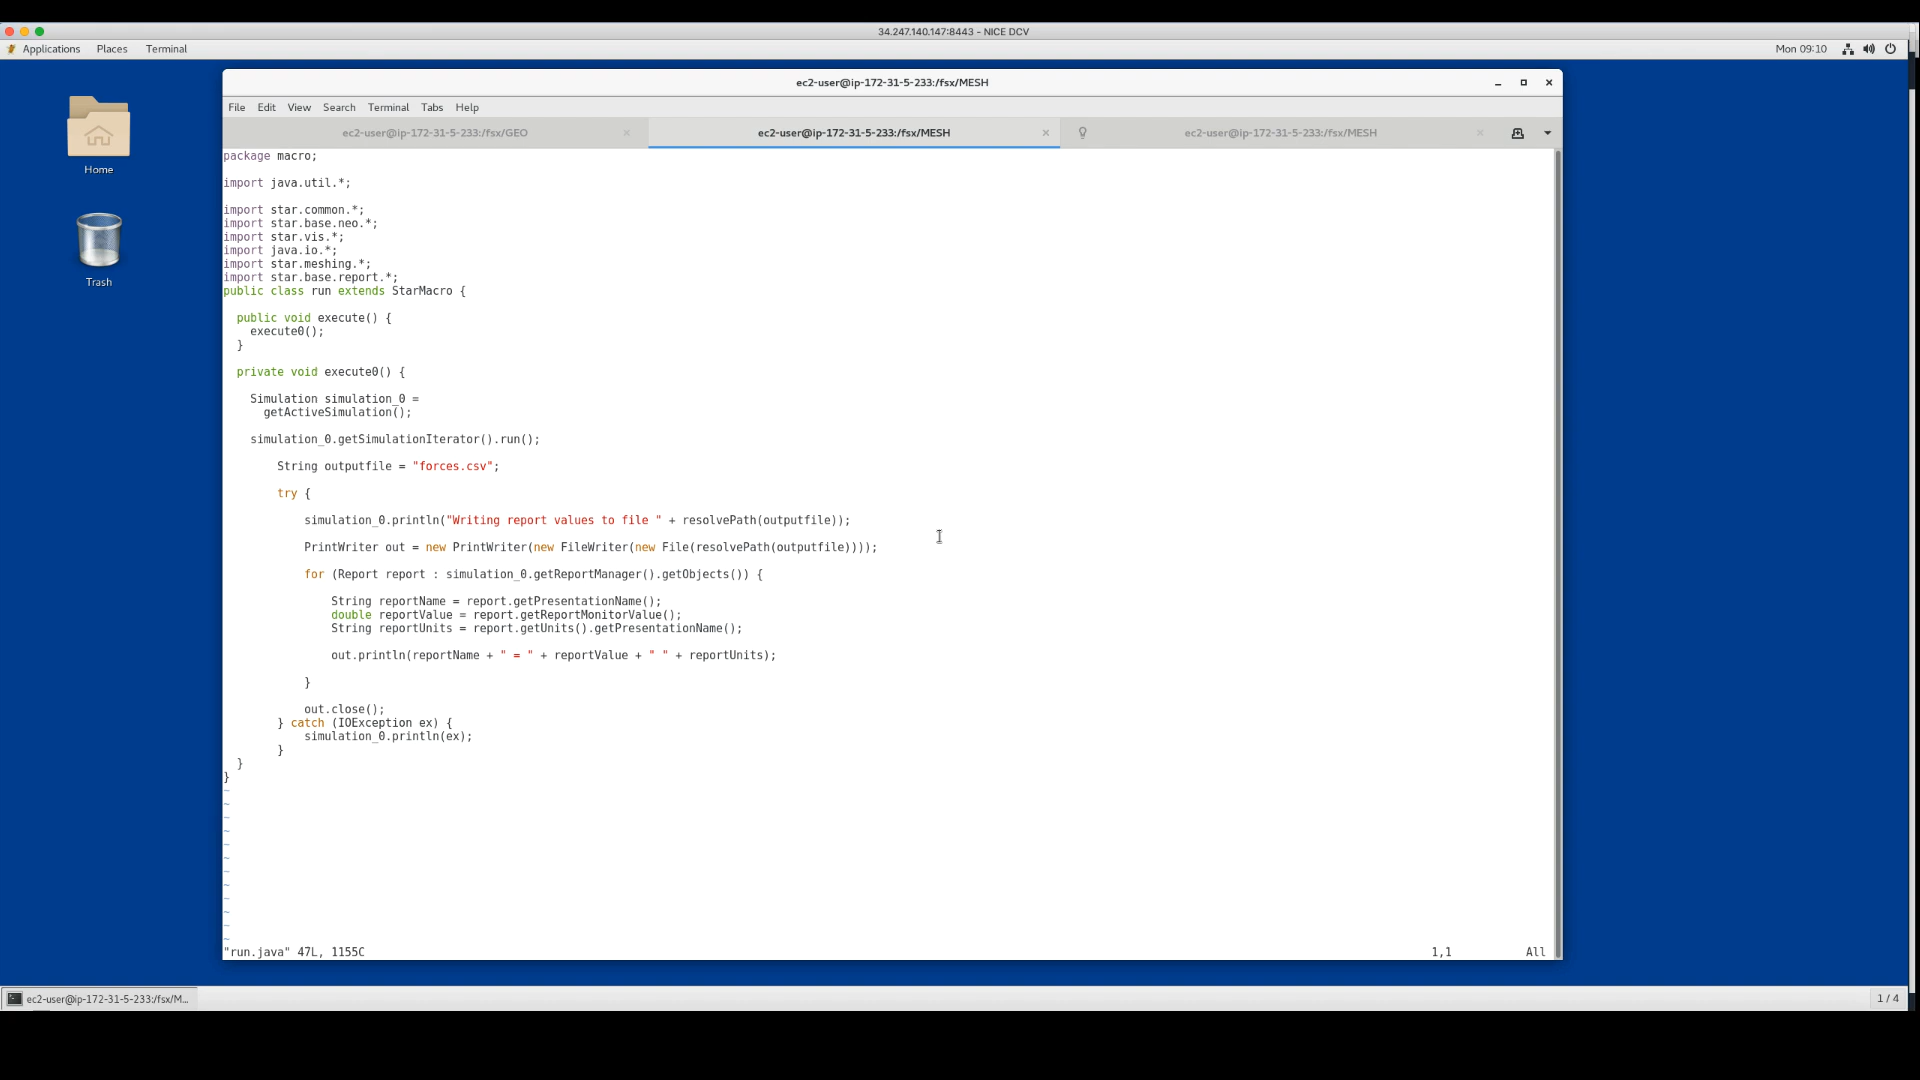 34.247.140.147:8443 - NICE DCV
Applications Places Terminal Mon 09:10
ec2-user@ip-172-31-5-233:/fsx/MESH
File Edit View Search Terminal Tabs Help
ec2-user@ip-172-31-5-233:/fsx/GEO ec2-user@ip-172-31-5-233:/fsx/MESH ec2-user@ip-172-31-5-233:/fsx/MESH
Home
Trash
package macro;
import java.util.*;
import star.common.*;
import star.base.neo.*;
import star.vis.*;
import java.io.*;
import star.meshing.*;
import star.base.report.*;
public class run extends StarMacro {
public void execute() {
execute0();
}
private void execute0() {
Simulation simulation_0 =
getActiveSimulation();
simulation_0.getSimulationIterator().run();
String outputfile = "forces.csv";
try {
simulation_0.println("Writing report values to file " + resolvePath(outputfile));
PrintWriter out = new PrintWriter(new FileWriter(new File(resolvePath(outputfile))));
for (Report report : simulation_0.getReportManager().getObjects()) {
String reportName = report.getPresentationName();
double reportValue = report.getReportMonitorValue();
String reportUnits = report.getUnits().getPresentationName();
out.println(reportName + " = " + reportValue + " " + reportUnits);
}
out.close();
} catch (IOException ex) {
simulation_0.println(ex);
}
}
}
~
~
~
~
~
~
~
~
~
~
~
~
"run.java" 47L, 1155C 1,1 All
ec2-user@ip-172-31-5-233:/fsx/M... 1 / 4